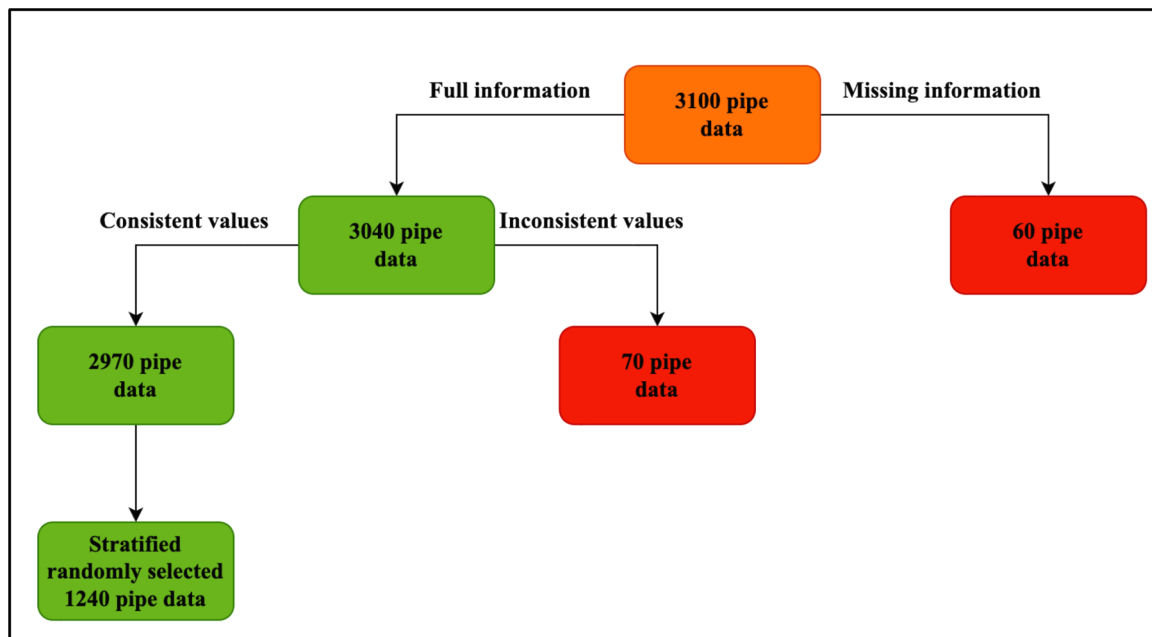 Full information
3100 pipe
data
Missing information
Consistent values
3040 pipe
data
Inconsistent values
60 pipe
data
2970 pipe
data
70 pipe
data
Stratified
randomly selected
1240 pipe data